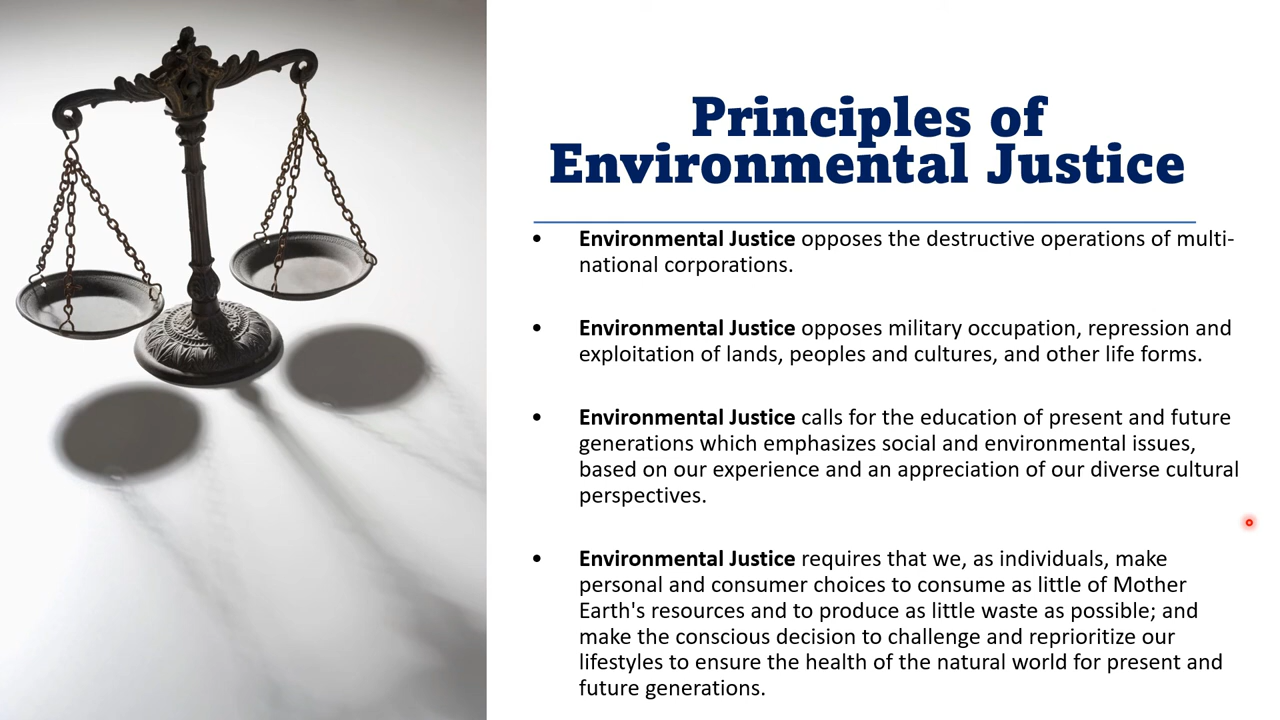 Principles of
Environmental Justice
• Environmental Justice opposes the destructive operations of multi-
national corporations.
• Environmental Justice opposes military occupation, repression and
exploitation of lands, peoples and cultures, and other life forms.
• Environmental Justice calls for the education of present and future
generations which emphasizes social and environmental issues,
based on our experience and an appreciation of our diverse cultural
perspectives.
• Environmental Justice requires that we, as individuals, make
personal and consumer choices to consume as little of Mother
Earth's resources and to produce as little waste as possible; and
make the conscious decision to challenge and reprioritize our
lifestyles to ensure the health of the natural world for present and
future generations.